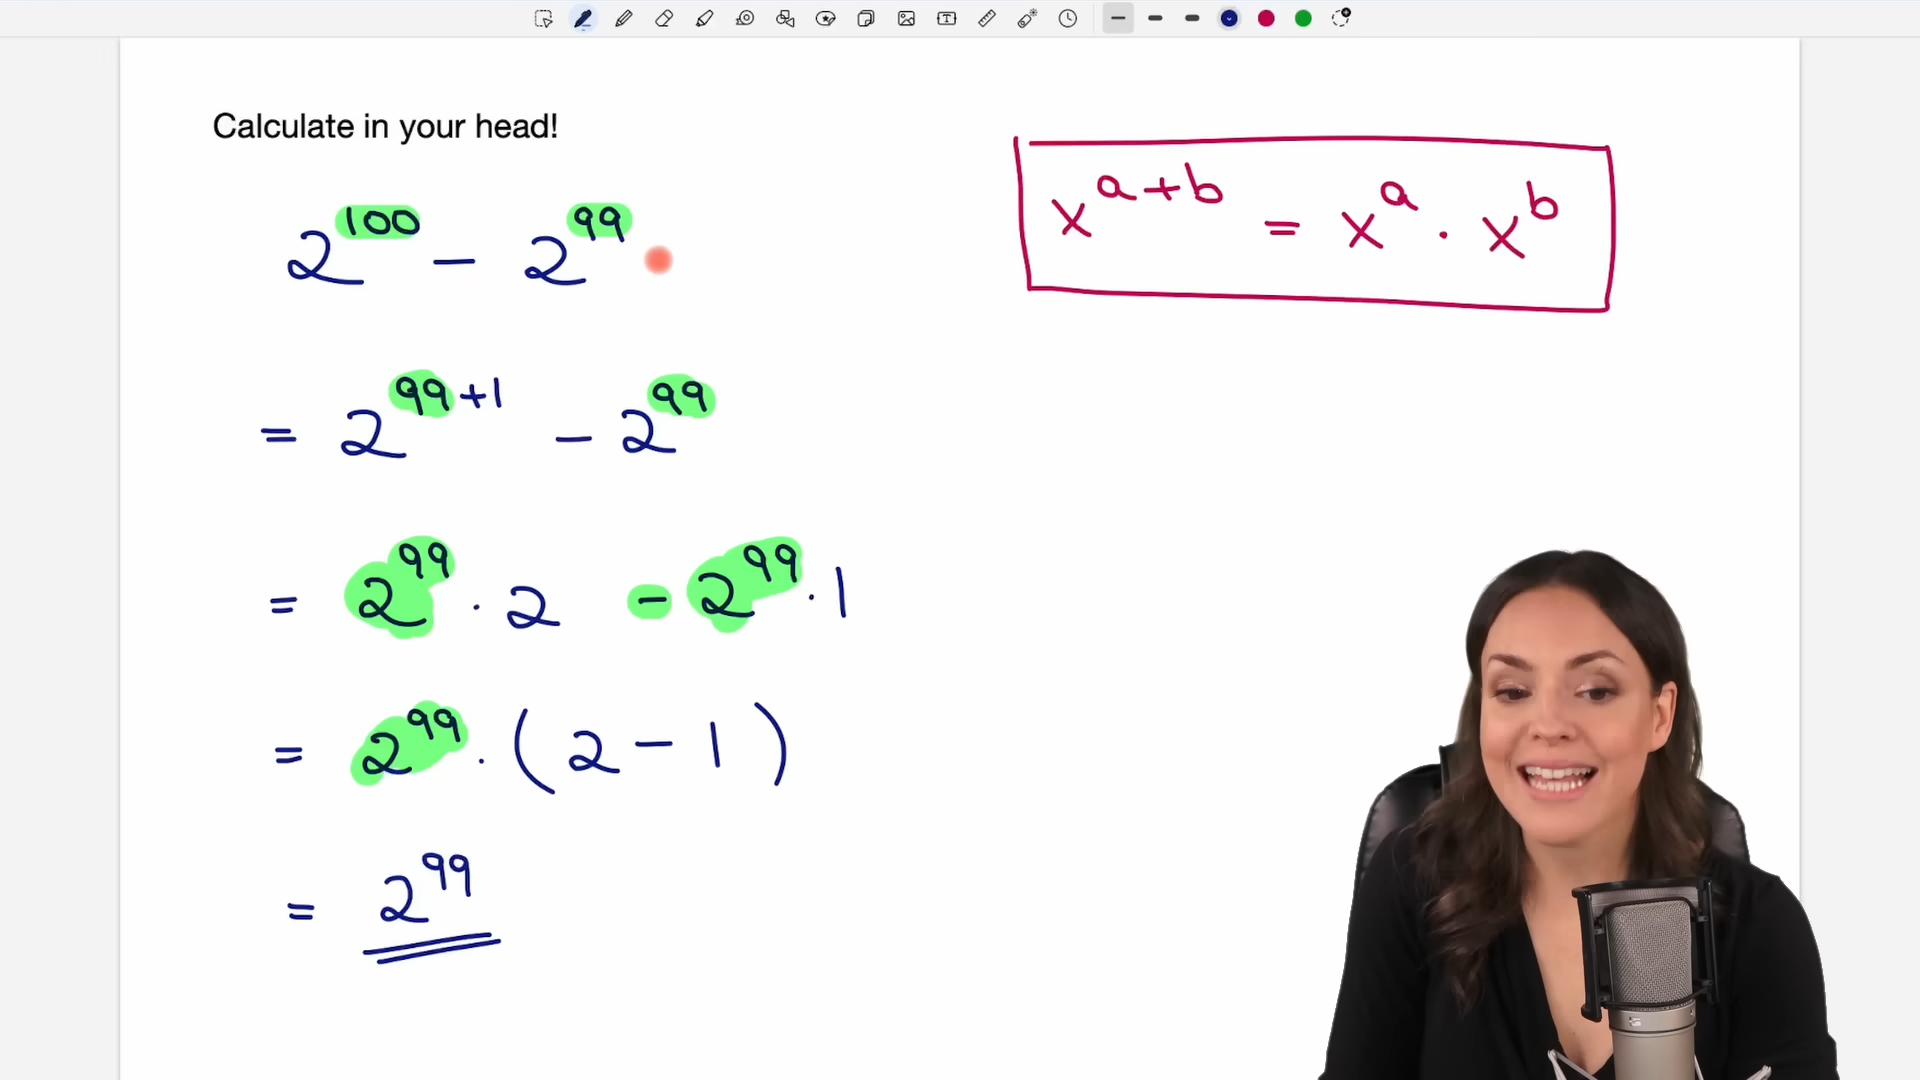 Calculate in your head!
2^100 - 2^99
x^(a+b) = x^a · x^b
= 2^(99+1) - 2^99
= 2^99 · 2 - 2^99 · 1
= 2^99 · (2 - 1)
= 2^99